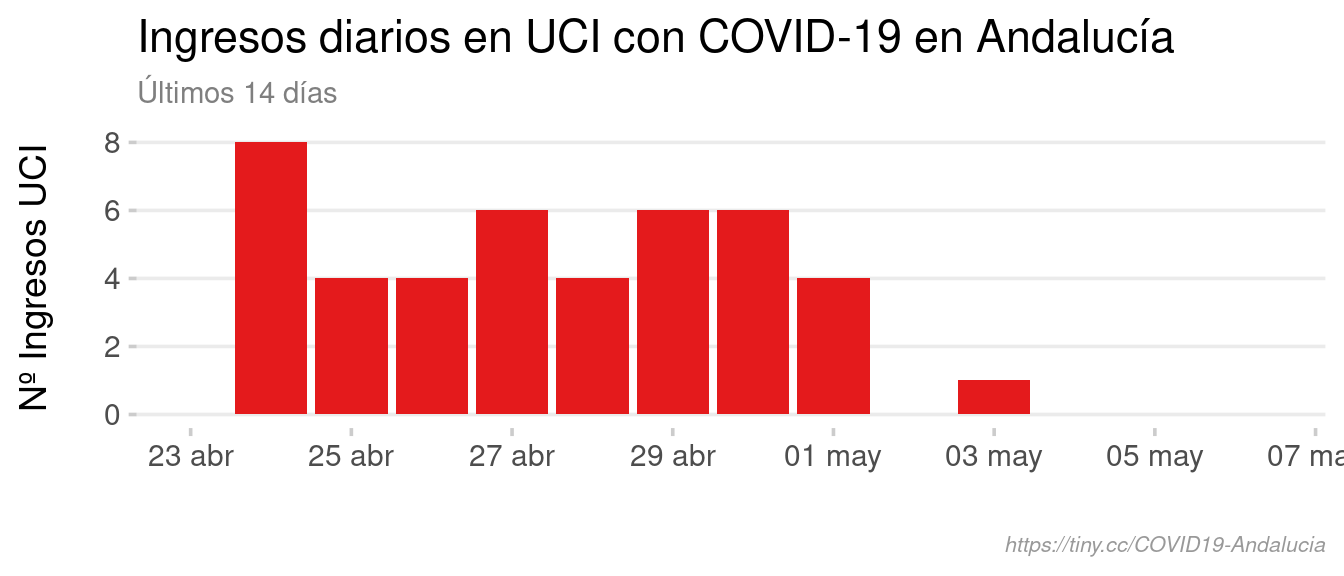 Ingresos diarios en UCI con COVID-19 en Andalucía
Últimos 14 días
Nº Ingresos UCI
8
6
4
2
0
23 abr 25 abr 27 abr 29 abr 01 may 03 may 05 may 07 ma
https://tiny.cc/COVID19-Andalucia